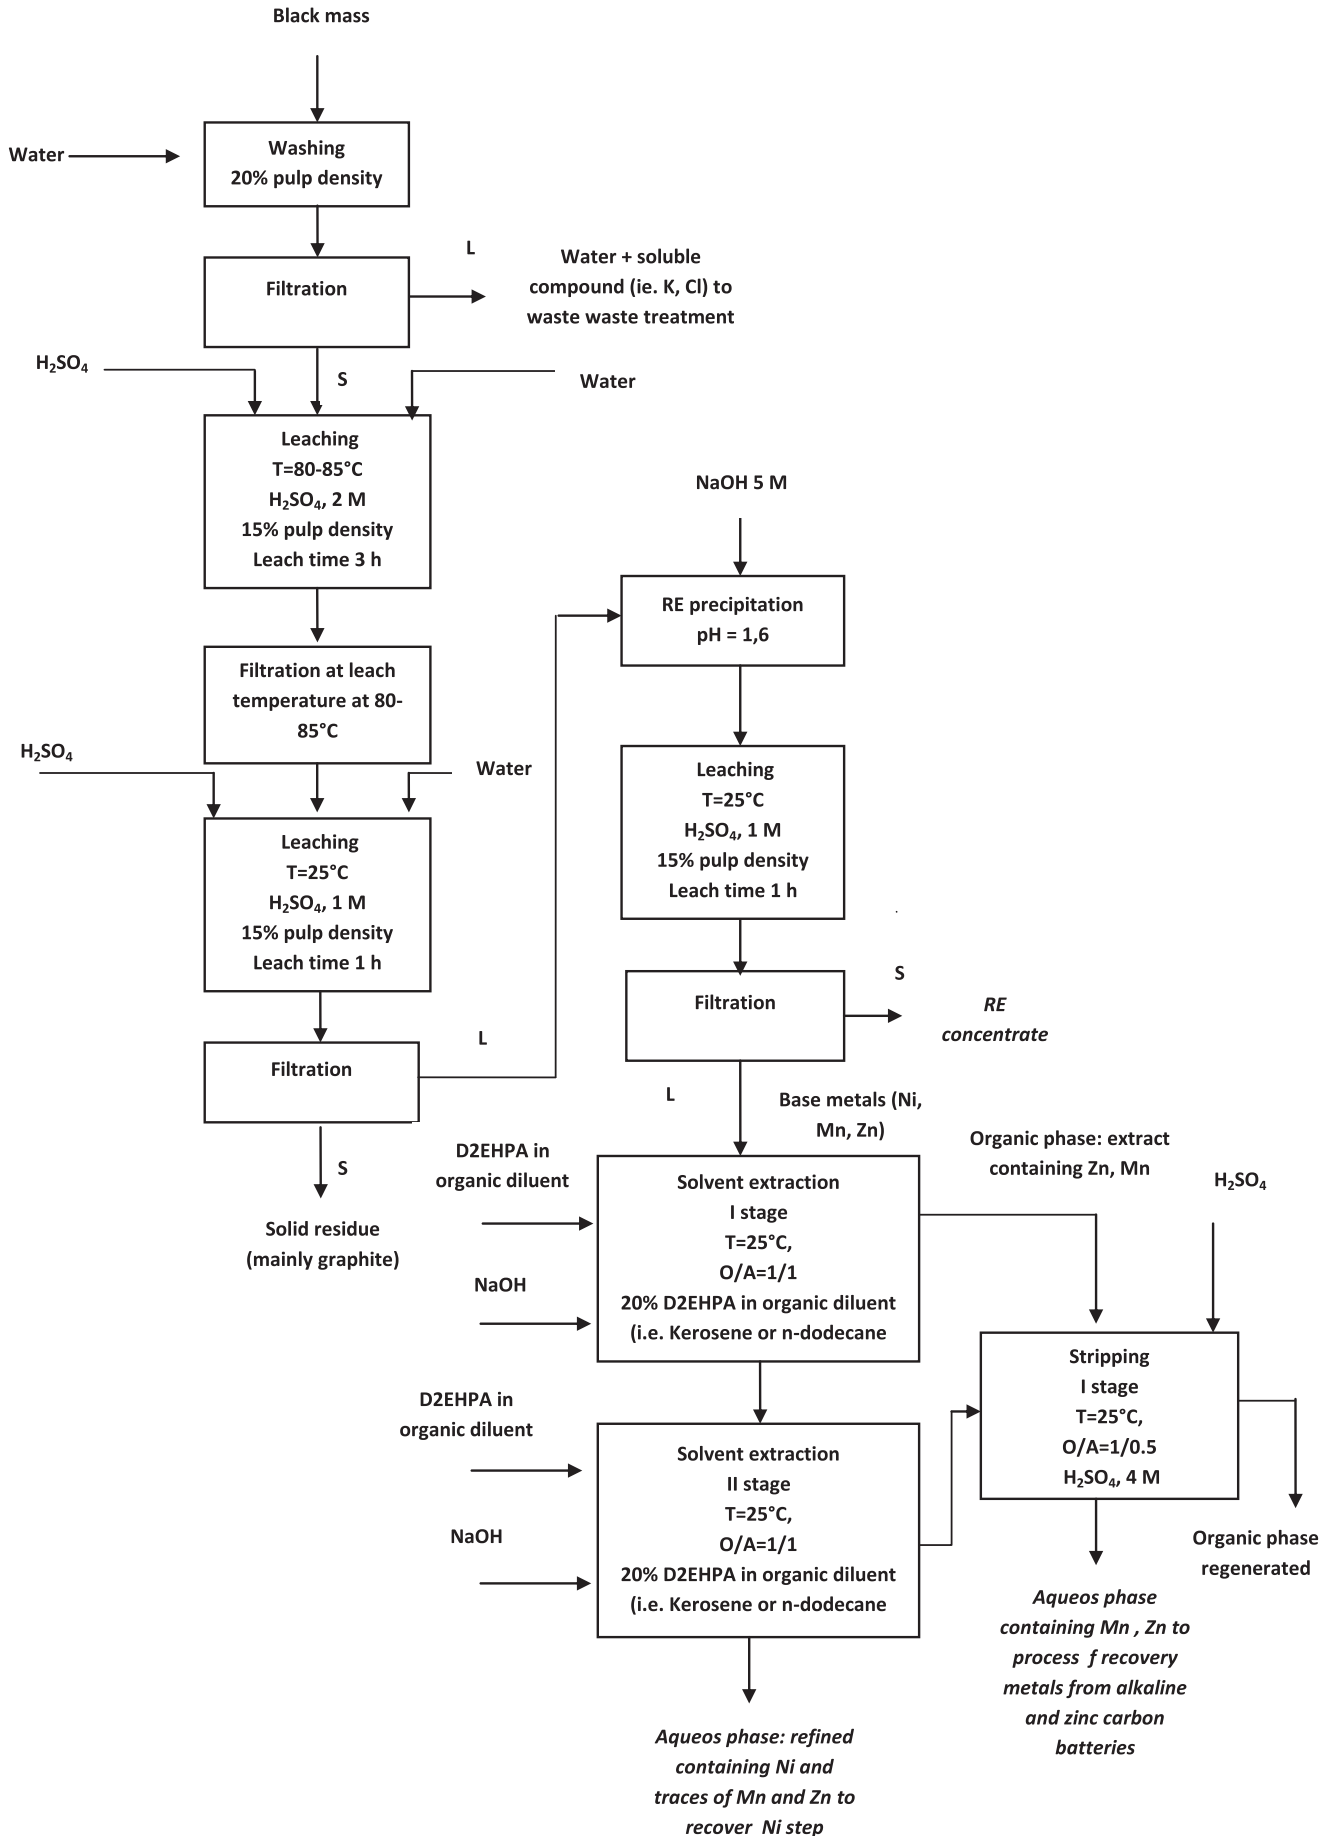 Black mass
Water
Washing
20% pulp density
Filtration
L
Water + soluble
compound (ie. K, Cl) to
waste waste treatment
H₂SO₄
S
Water
Leaching
T=80-85°C
H₂SO₄, 2 M
15% pulp density
Leach time 3 h
Filtration at leach
temperature at 80-
85°C
H₂SO₄
Water
Leaching
T=25°C
H₂SO₄, 1 M
15% pulp density
Leach time 1 h
Filtration
L
S
Solid residue
(mainly graphite)
NaOH 5 M
RE precipitation
pH = 1,6
Leaching
T=25°C
H₂SO₄, 1 M
15% pulp density
Leach time 1 h
Filtration
S
RE
concentrate
L
Base metals (Ni,
Mn, Zn)
D2EHPA in
organic diluent
NaOH
Solvent extraction
I stage
T=25°C,
O/A=1/1
20% D2EHPA in organic diluent
(i.e. Kerosene or n-dodecane
Organic phase: extract
containing Zn, Mn
H₂SO₄
D2EHPA in
organic diluent
NaOH
Solvent extraction
II stage
T=25°C,
O/A=1/1
20% D2EHPA in organic diluent
(i.e. Kerosene or n-dodecane
Stripping
I stage
T=25°C,
O/A=1/0.5
H₂SO₄, 4 M
Organic phase
regenerated
Aqueos phase
containing Mn , Zn to
process f recovery
metals from alkaline
and zinc carbon
batteries
Aqueos phase: refined
containing Ni and
traces of Mn and Zn to
recover Ni step